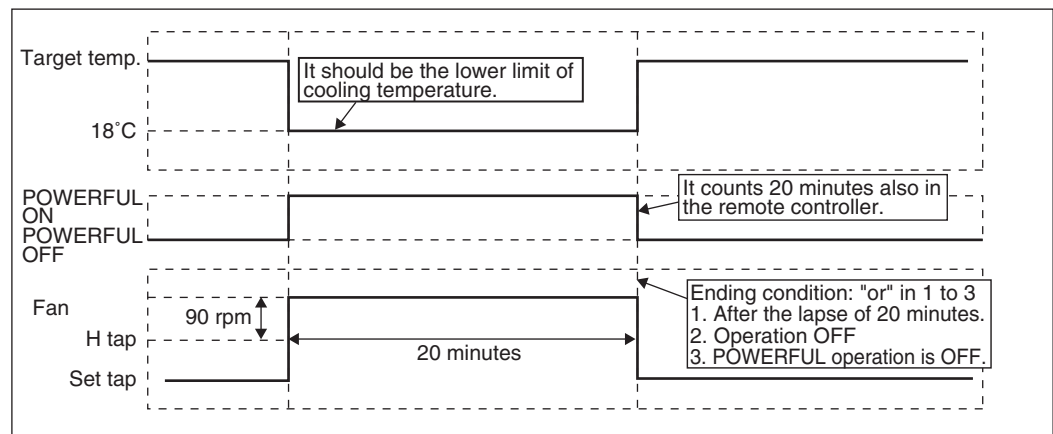 Target temp.
It should be the lower limit of
cooling temperature.
18˚C
POWERFUL
ON
POWERFUL
OFF
It counts 20 minutes also in
the remote controller.
Fan
90 rpm
H tap
Set tap
20 minutes
Ending condition: "or" in 1 to 3
1. After the lapse of 20 minutes.
2. Operation OFF
3. POWERFUL operation is OFF.